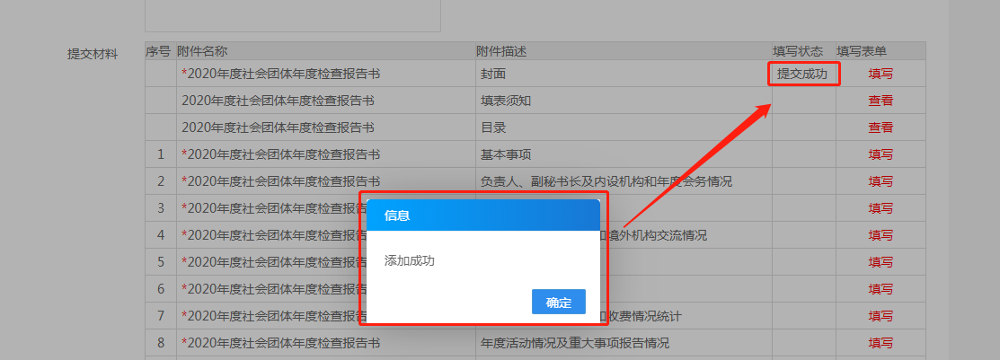 提交材料
序号 附件名称 附件描述 填写状态 填写表单
*2020年度社会团体年度检查报告书 封面 提交成功 填写
2020年度社会团体年度检查报告书 填表须知 查看
2020年度社会团体年度检查报告书 目录 查看
1 *2020年度社会团体年度检查报告书 基本事项 填写
2 *2020年度社会团体年度检查报告书 负责人、副秘书长及内设机构和年度会务情况 填写
3 *2020年度社会团体年度检查报告 填写
4 *2020年度社会团体年度检查报告 境外机构交流情况 填写
5 *2020年度社会团体年度检查报告 填写
6 *2020年度社会团体年度检查报告 填写
7 *2020年度社会团体年度检查报告 收费情况统计 填写
8 *2020年度社会团体年度检查报告书 年度活动情况及重大事项报告情况 填写
信息
添加成功
确定